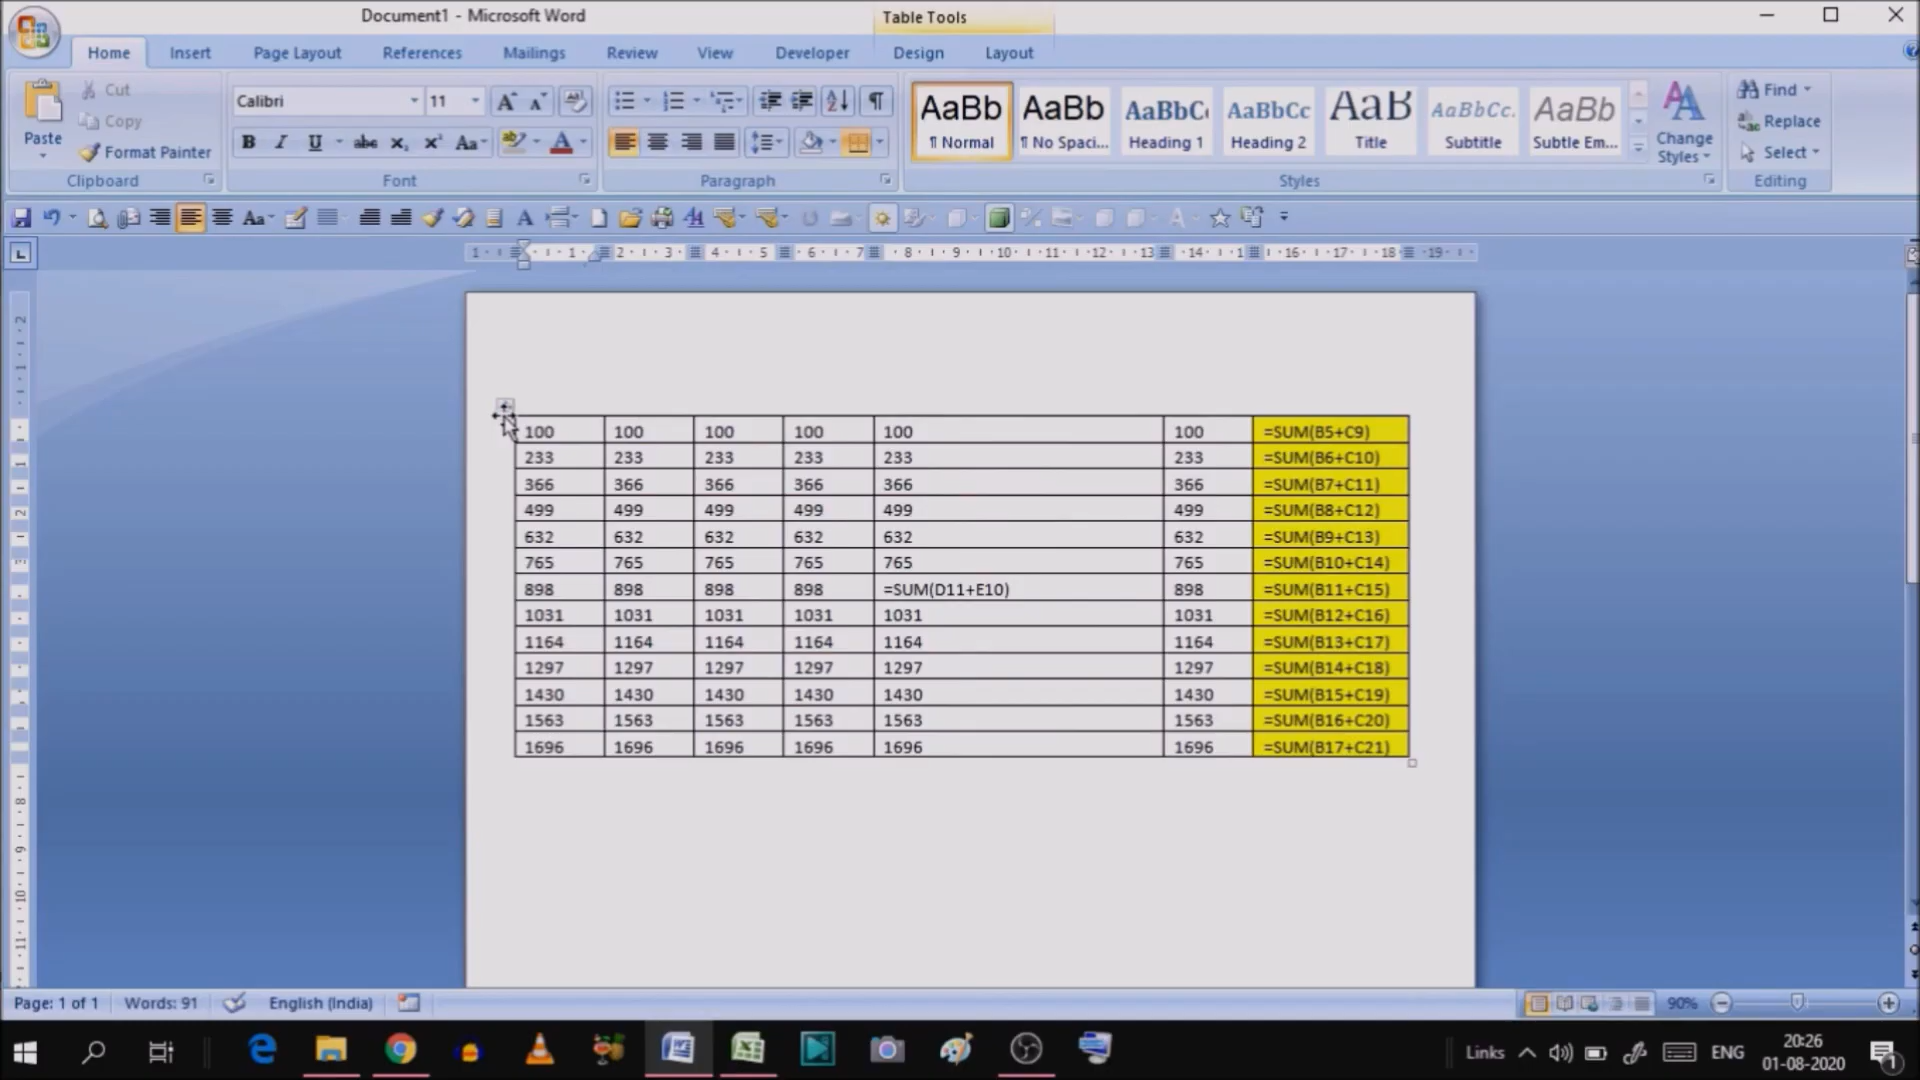 Document1 - Microsoft Word
Table Tools
Home Insert Page Layout References Mailings Review View Developer Design Layout
Paste
Cut
Copy
Format Painter
Clipboard
Calibri 11
Font
Paragraph
AaBb AaBb AaBbC AaBbCc AaB AaBbCc. AaBb
¶ Normal ¶ No Spaci... Heading 1 Heading 2 Title Subtitle Subtle Em...
Change Styles
Styles
Find
Replace
Select
Editing
100 100 100 100 100 100 =SUM(B5+C9)
233 233 233 233 233 233 =SUM(B6+C10)
366 366 366 366 366 366 =SUM(B7+C11)
499 499 499 499 499 499 =SUM(B8+C12)
632 632 632 632 632 632 =SUM(B9+C13)
765 765 765 765 765 765 =SUM(B10+C14)
898 898 898 898 =SUM(D11+E10) 898 =SUM(B11+C15)
1031 1031 1031 1031 1031 1031 =SUM(B12+C16)
1164 1164 1164 1164 1164 1164 =SUM(B13+C17)
1297 1297 1297 1297 1297 1297 =SUM(B14+C18)
1430 1430 1430 1430 1430 1430 =SUM(B15+C19)
1563 1563 1563 1563 1563 1563 =SUM(B16+C20)
1696 1696 1696 1696 1696 1696 =SUM(B17+C21)
Page: 1 of 1 Words: 91 English (India) 90%
Links ENG 20:26
01-08-2020